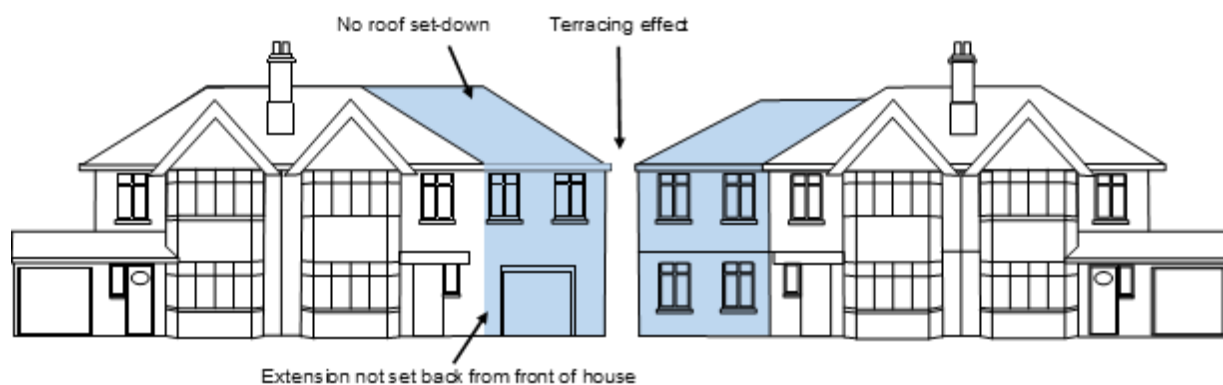 No roof set-down
Terracing effect
Extension not set back from front of house